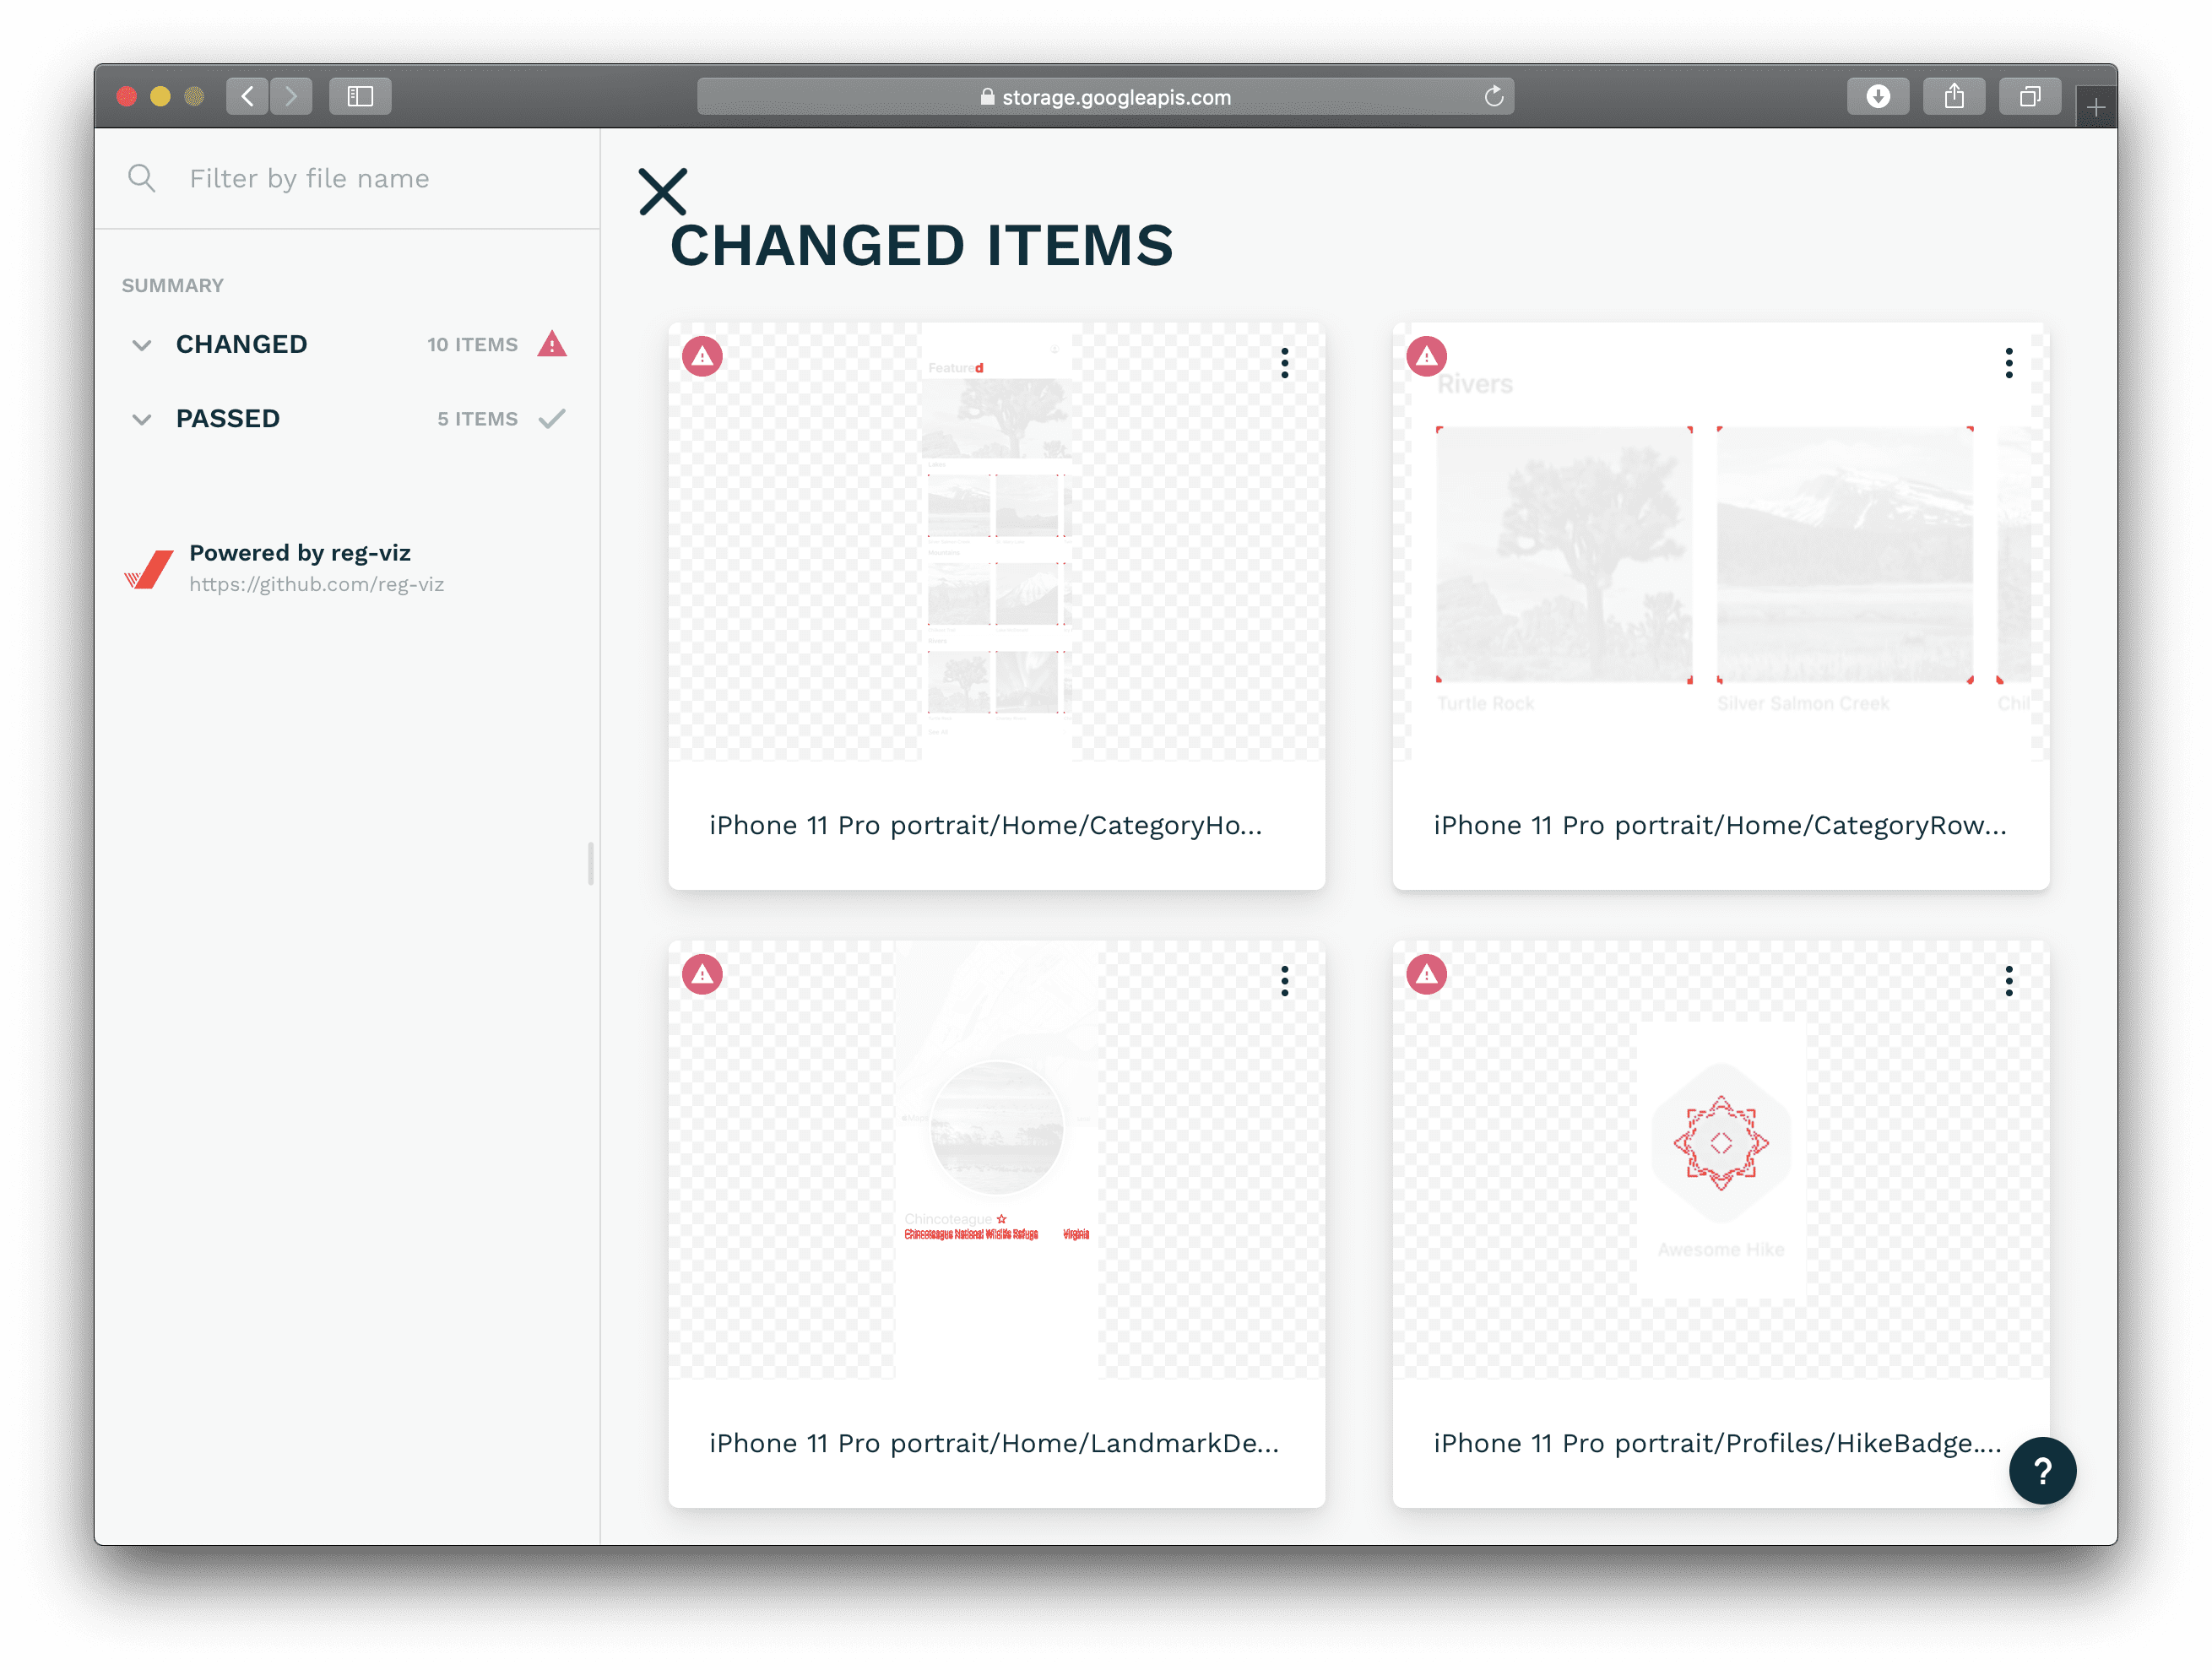 storage.googleapis.com
Filter by file name
SUMMARY
CHANGED 10 ITEMS
PASSED 5 ITEMS
Powered by reg-viz
https://github.com/reg-viz
CHANGED ITEMS
Featured
iPhone 11 Pro portrait/Home/CategoryHo...
Rivers
Turtle Rock
Silver Salmon Creek
Chil
iPhone 11 Pro portrait/Home/CategoryRow...
Chincoteague
Chincoteague National Wildlife Refuge Virginia
iPhone 11 Pro portrait/Home/LandmarkDe...
Awesome Hike
iPhone 11 Pro portrait/Profiles/HikeBadge....
?